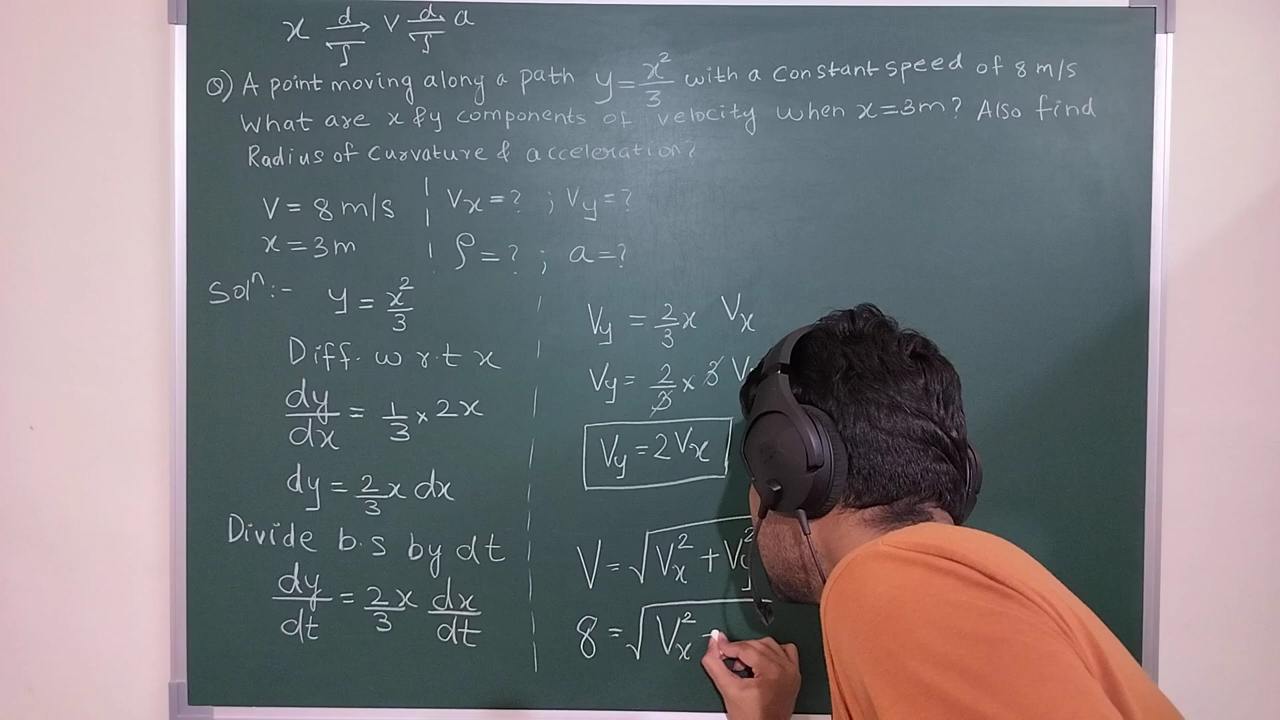 x d/∫ → v d/∫ → a
Q) A point moving along a path y = x²/3 with a constant speed of 8 m/s
What are x & y components of velocity when x = 3m? Also find
Radius of Curvature & acceleration?
V = 8 m/s | Vx = ? ; Vy = ?
x = 3m | ρ = ? ; a = ?
Solⁿ :- y = x²/3
Diff. w r.t x
dy/dx = 1/3 × 2x
dy = 2/3 x dx
Divide b.s by dt
dy/dt = 2/3 x dx/dt
Vy = 2/3 x Vx
Vy = 2/3 × 3 V
Vy = 2Vx
V = √Vx² + Vy²
8 = √Vx²